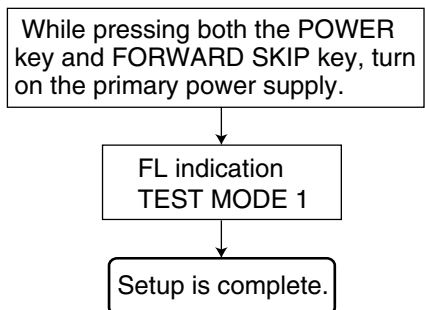 While pressing both the POWER
key and FORWARD SKIP key, turn
on the primary power supply.
FL indication
TEST MODE 1
Setup is complete.